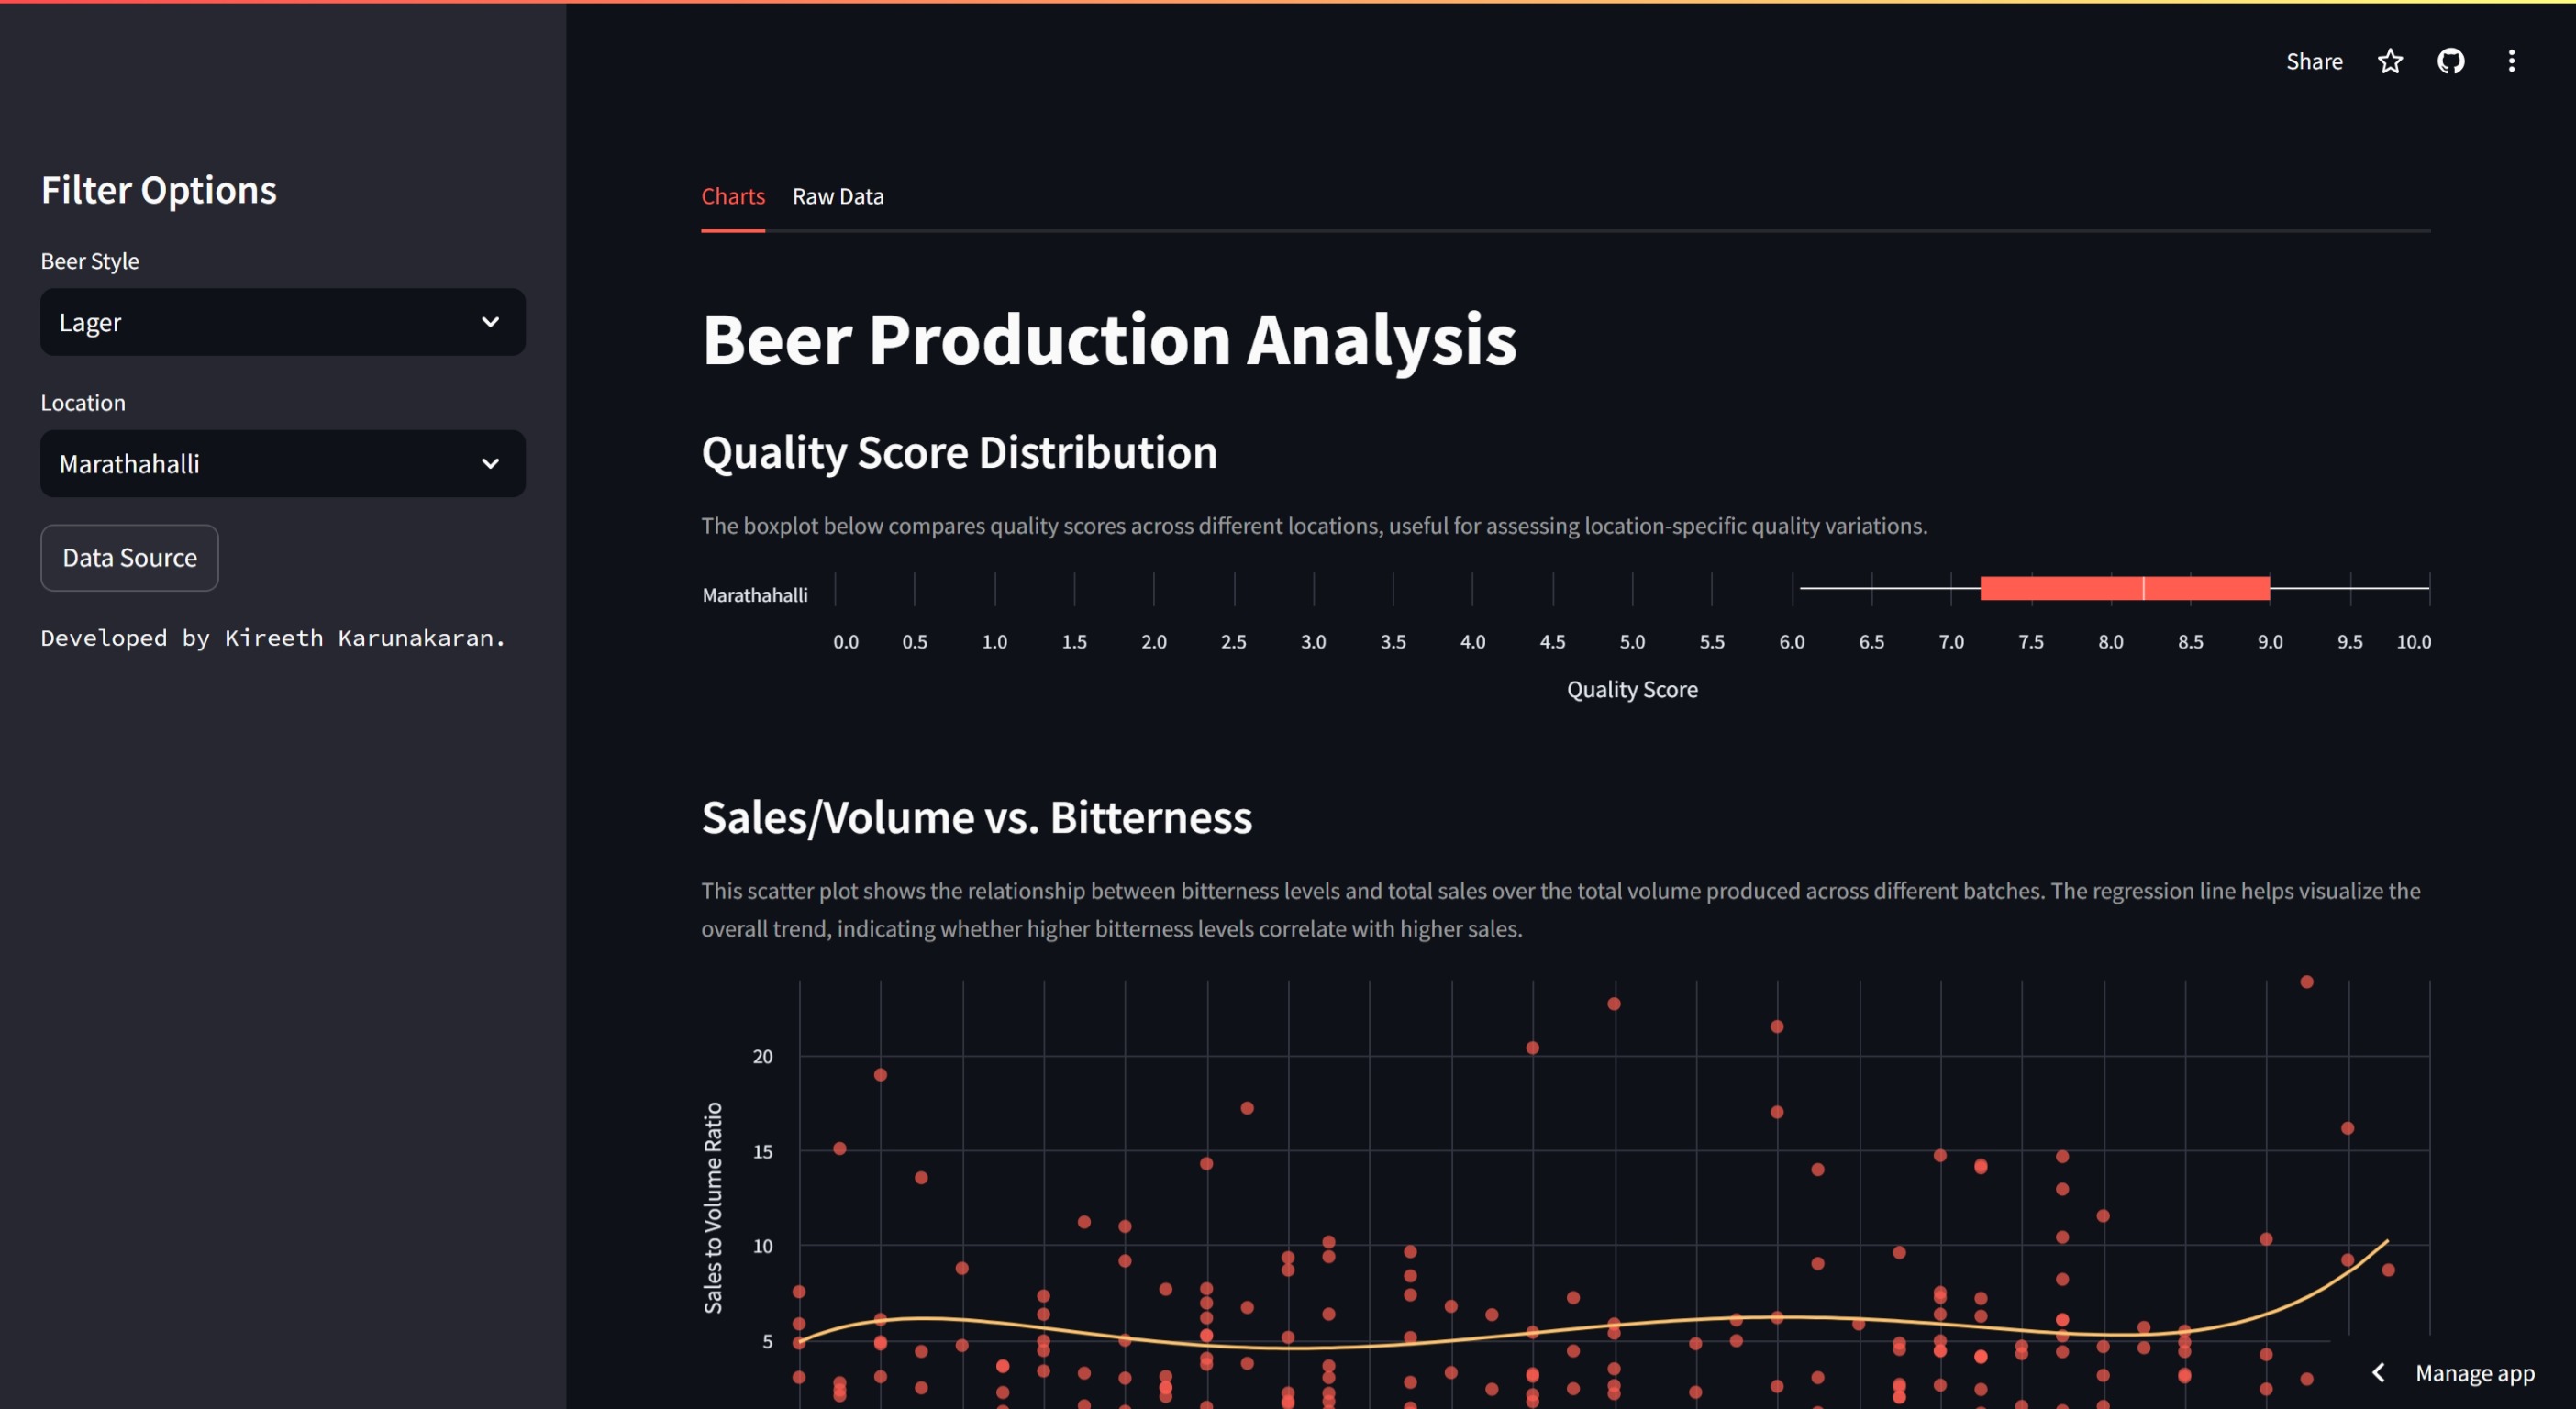 Share
Filter Options
Beer Style
Lager
Location
Marathahalli
Data Source
Developed by Kireeth Karunakaran.
Charts Raw Data
Beer Production Analysis
Quality Score Distribution
The boxplot below compares quality scores across different locations, useful for assessing location-specific quality variations.
Marathahalli
0.0 0.5 1.0 1.5 2.0 2.5 3.0 3.5 4.0 4.5 5.0 5.5 6.0 6.5 7.0 7.5 8.0 8.5 9.0 9.5 10.0
Quality Score
Sales/Volume vs. Bitterness
This scatter plot shows the relationship between bitterness levels and total sales over the total volume produced across different batches. The regression line helps visualize the
overall trend, indicating whether higher bitterness levels correlate with higher sales.
Sales to Volume Ratio
20
15
10
5
Manage app